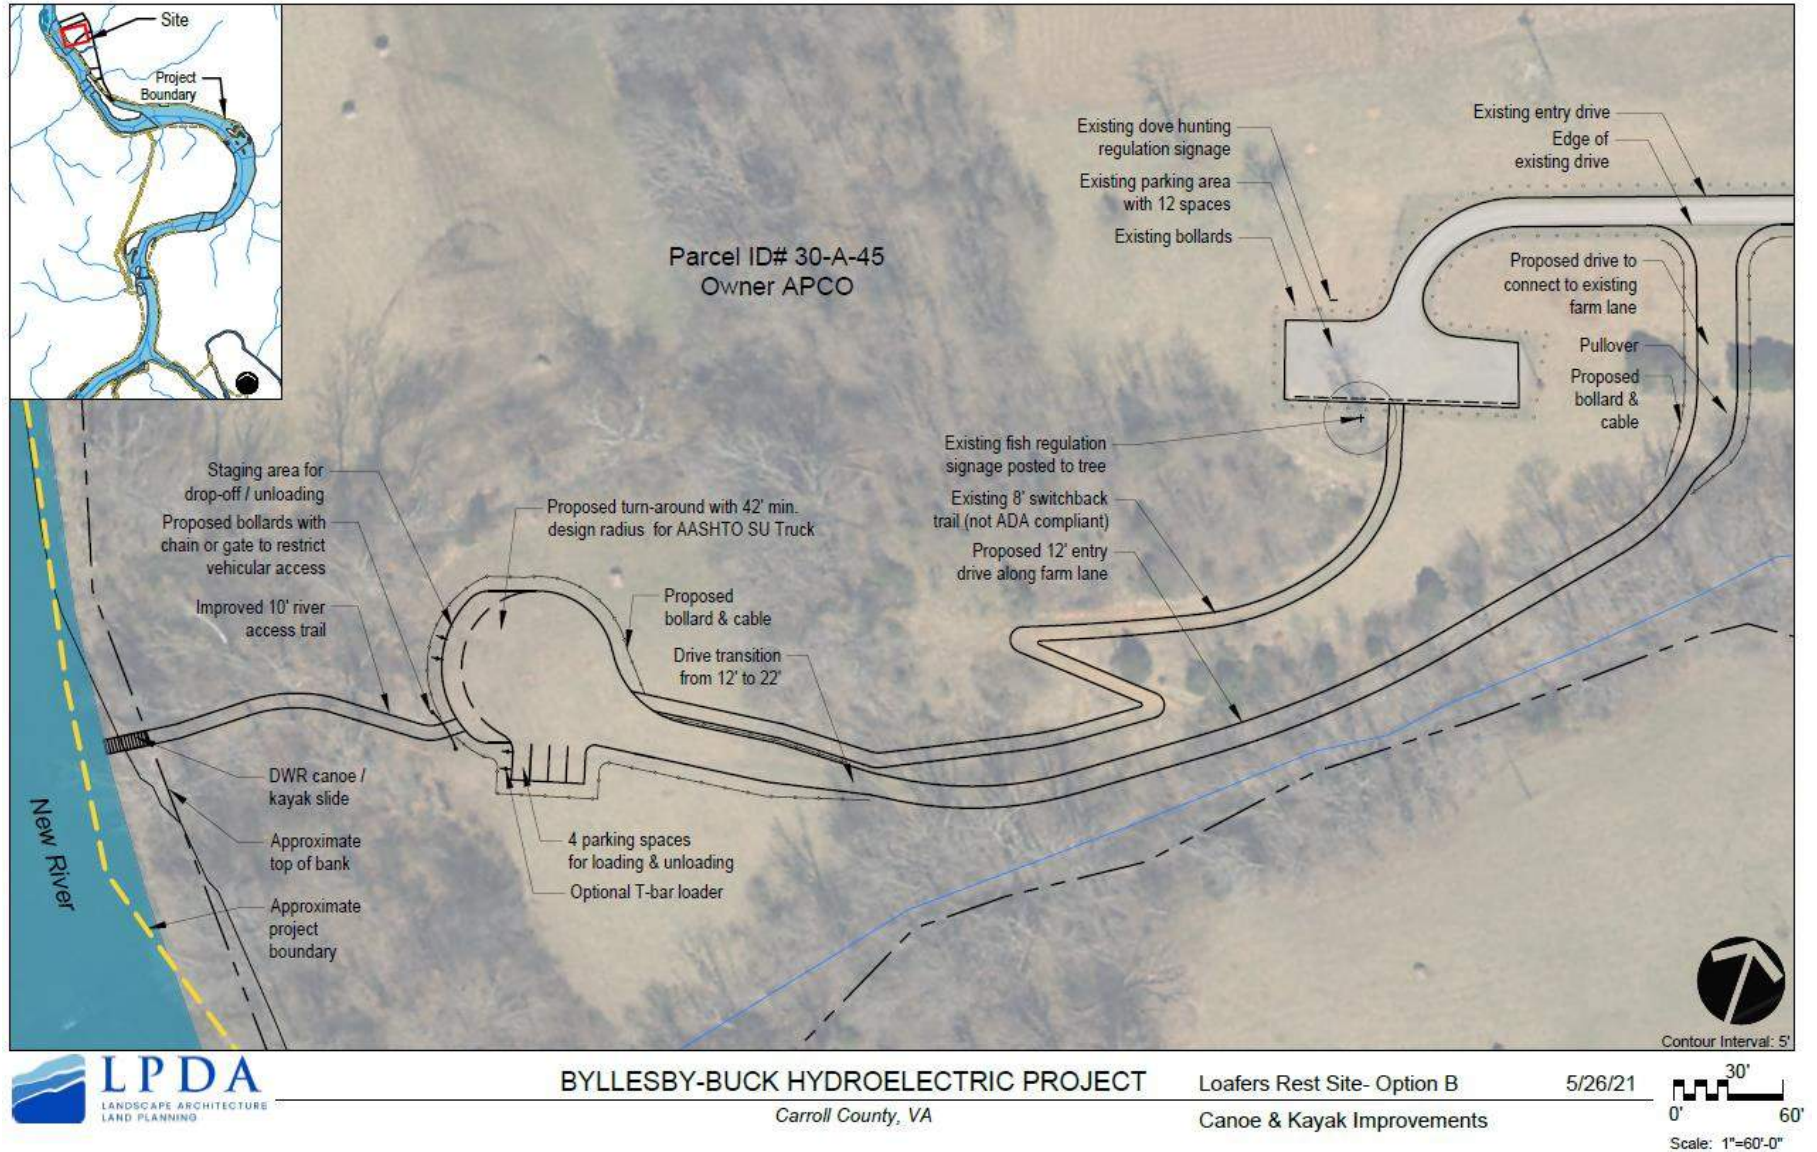 Site
Project
Boundary
Existing dove hunting
regulation signage
Existing parking area
with 12 spaces
Existing bollards
Existing entry drive
Edge of
existing drive
Parcel ID# 30-A-45
Owner APCO
Proposed drive to
connect to existing
farm lane
Pullover
Proposed
bollard &
cable
Existing fish regulation
signage posted to tree
Existing 8' switchback
trail (not ADA compliant)
Proposed 12' entry
drive along farm lane
Staging area for
drop-off / unloading
Proposed bollards with
chain or gate to restrict
vehicular access
Improved 10' river
access trail
Proposed turn-around with 42' min.
design radius for AASHTO SU Truck
Proposed
bollard & cable
Drive transition
from 12' to 22'
DWR canoe /
kayak slide
Approximate
top of bank
Approximate
project
boundary
New River
4 parking spaces
for loading & unloading
Optional T-bar loader
Contour Interval: 5'
LPDA
LANDSCAPE ARCHITECTURE
LAND PLANNING
BYLLESBY-BUCK HYDROELECTRIC PROJECT
Carroll County, VA
Loafers Rest Site- Option B
5/26/21
Canoe & Kayak Improvements
30'
0'
60'
Scale: 1"=60'-0"